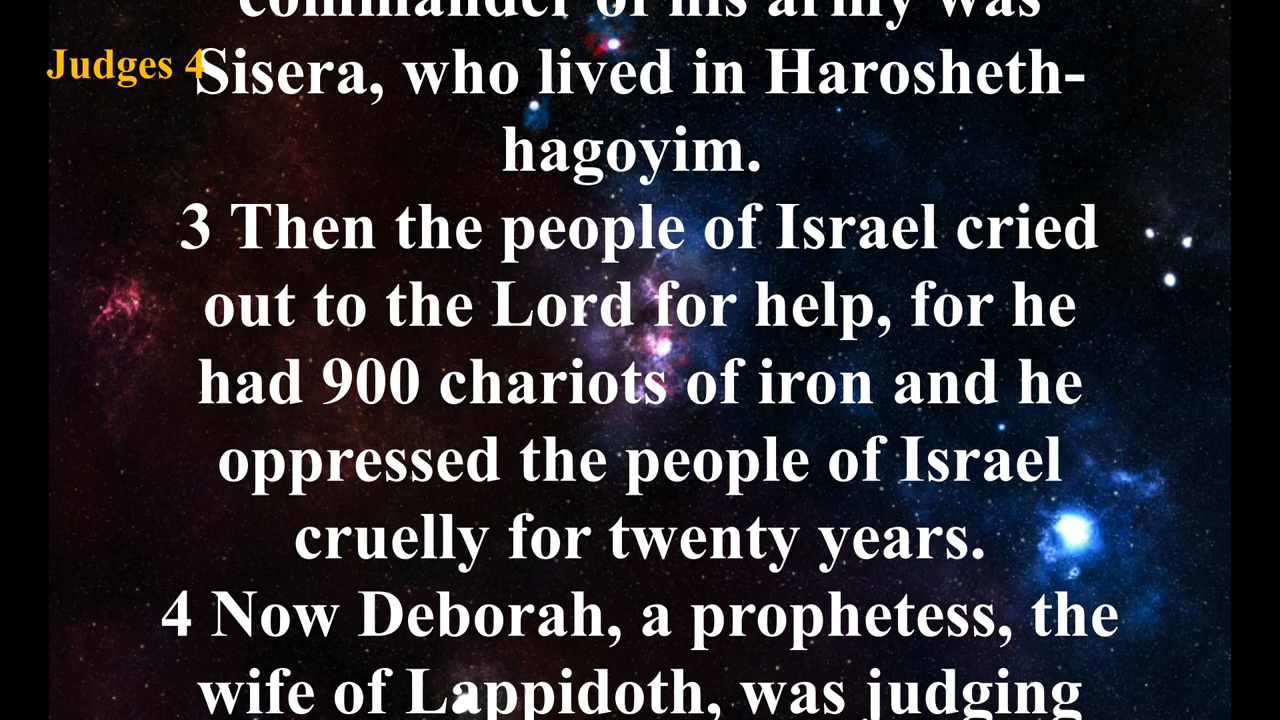 commander of his army was
Judges 4
Sisera, who lived in Harosheth-
hagoyim.
3 Then the people of Israel cried
out to the Lord for help, for he
had 900 chariots of iron and he
oppressed the people of Israel
cruelly for twenty years.
4 Now Deborah, a prophetess, the
wife of Lappidoth, was judging